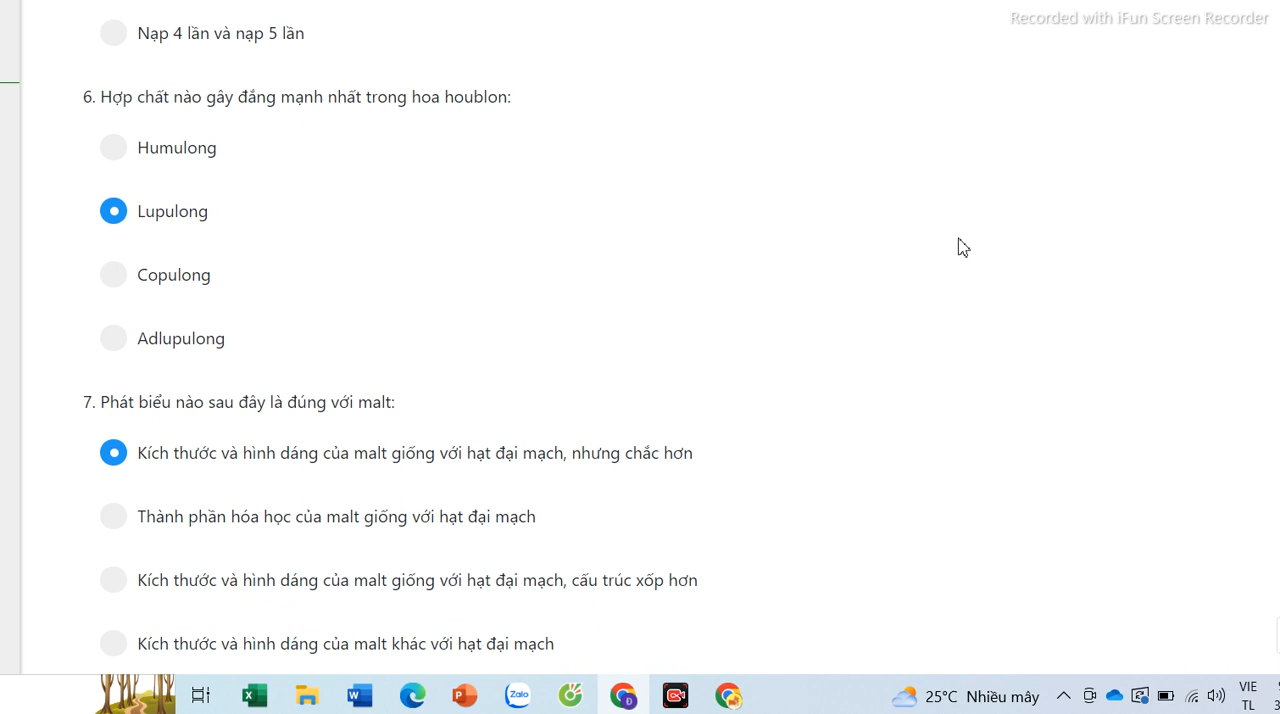 Recorded with iFun Screen Recorder
Nạp 4 lần và nạp 5 lần
6. Hợp chất nào gây đắng mạnh nhất trong hoa houblon:
Humulong
Lupulong
Copulong
Adlupulong
7. Phát biểu nào sau đây là đúng với malt:
Kích thước và hình dáng của malt giống với hạt đại mạch, nhưng chắc hơn
Thành phần hóa học của malt giống với hạt đại mạch
Kích thước và hình dáng của malt giống với hạt đại mạch, cấu trúc xốp hơn
Kích thước và hình dáng của malt khác với hạt đại mạch
Zalo
25°C Nhiều mây
VIE
TL